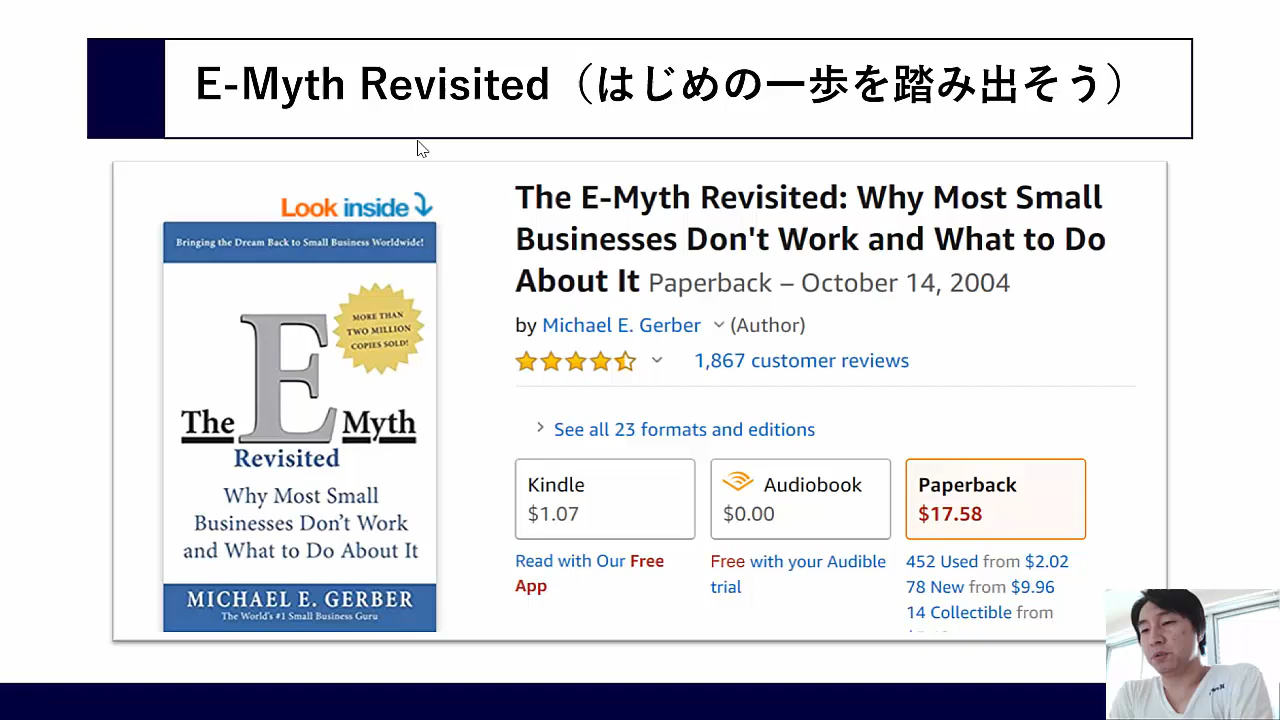 E-Myth Revisited（はじめの一歩を踏み出そう）
Look inside
Bringing the Dream Back to Small Business Worldwide!
MORE THAN
TWO MILLION
COPIES SOLD!
The E Myth
Revisited
Why Most Small
Businesses Don't Work
and What to Do About It
MICHAEL E. GERBER
The World's #1 Small Business Guru
The E-Myth Revisited: Why Most Small
Businesses Don't Work and What to Do
About It Paperback – October 14, 2004
by Michael E. Gerber (Author)
1,867 customer reviews
See all 23 formats and editions
Kindle
$1.07
Read with Our Free
App
Audiobook
$0.00
Free with your Audible
trial
Paperback
$17.58
452 Used from $2.02
78 New from $9.96
14 Collectible from